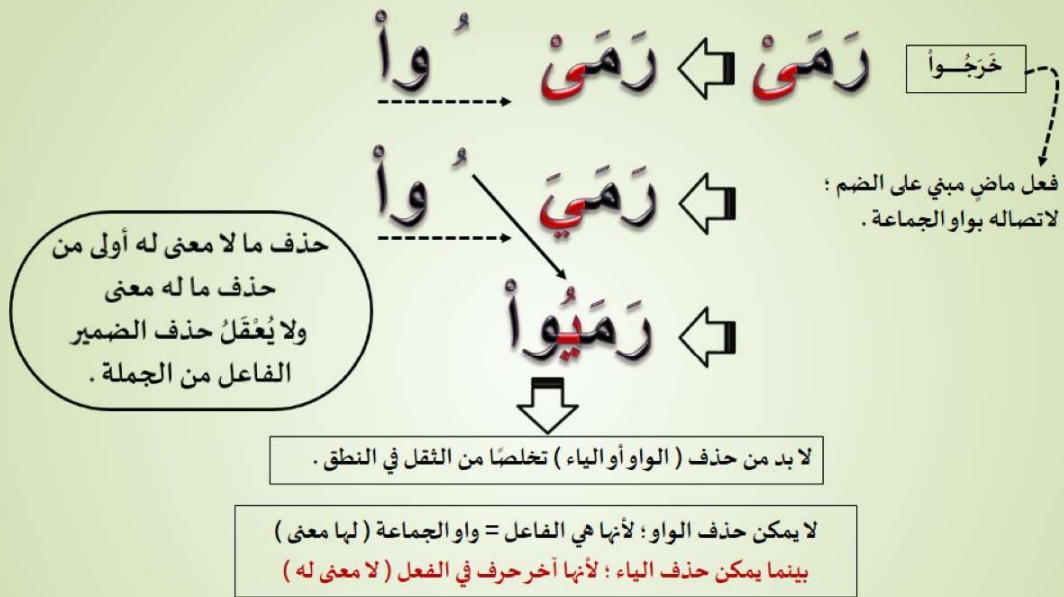 خَرَجُــواْ
رَمَىْ رَمَىْ ـُ واْ
فعل ماضٍ مبني على الضم ؛
لاتصاله بواو الجماعة .
رَمَيَ ـُ واْ
رَمَيُواْ
حذف ما لا معنى له أولى من
حذف ما له معنى
ولا يُعْقَلُ حذف الضمير
الفاعل من الجملة .
لا بد من حذف ( الواو أو الياء ) تخلصًا من الثقل في النطق .
لا يمكن حذف الواو ؛ لأنها هي الفاعل = واو الجماعة ( لها معنى )
بينما يمكن حذف الياء ؛ لأنها آخر حرف في الفعل ( لا معنى له )